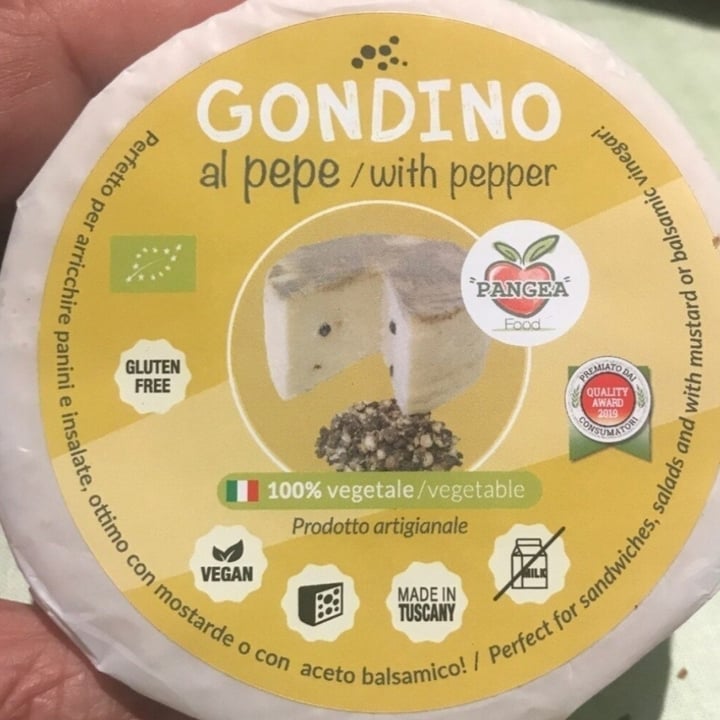 GONDINO
al pepe / with pepper
Perfetto per arricchire panini e insalate, ottimo con mostarde o con aceto balsamico! / Perfect for sandwiches, salads and with mustard or balsamic vinegar!
"PANGEA"
Food
GLUTEN
FREE
PREMIATO DAI
QUALITY
AWARD
2019
CONSUMATORI
100% vegetale/vegetable
Prodotto artigianale
VEGAN
MADE IN
TUSCANY
MILK